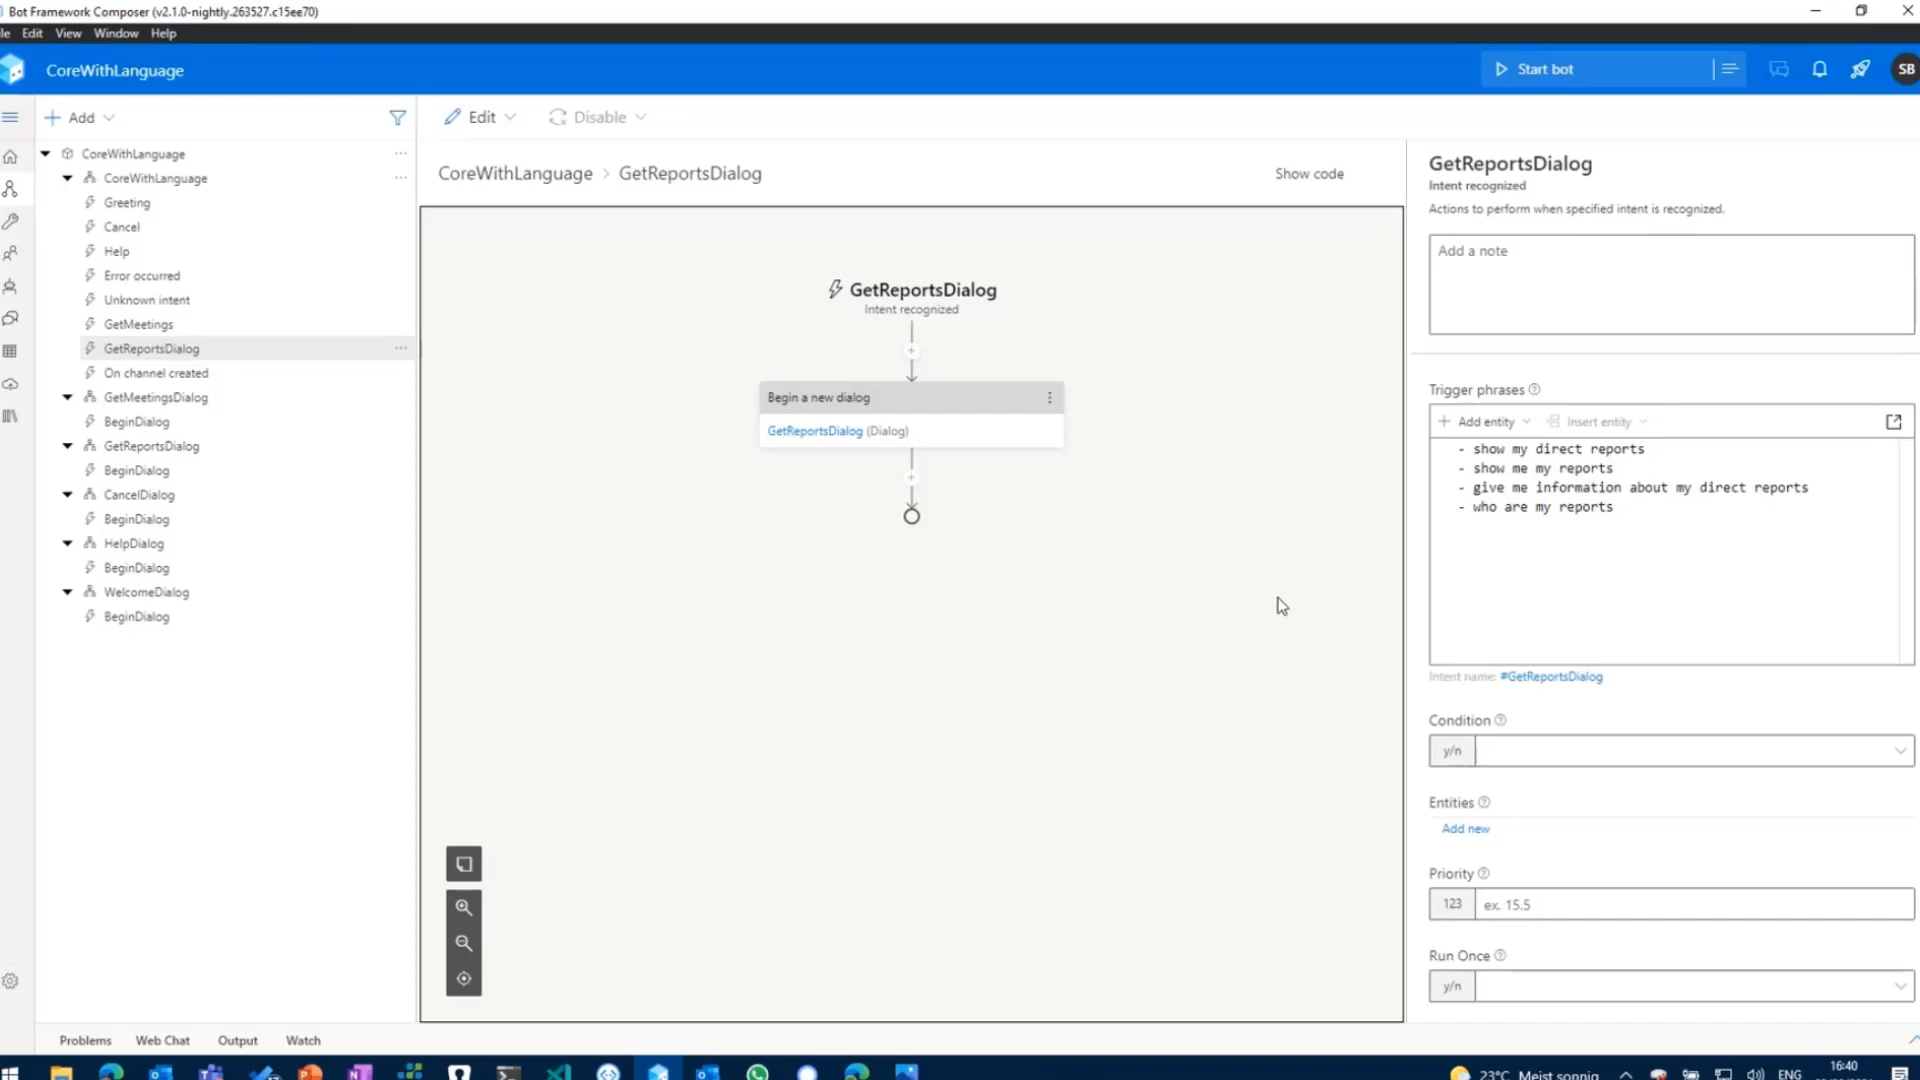 Bot Framework Composer (v2.1.0-nightly.263527.c15ee70)
Edit View Window Help
CoreWithLanguage
Start bot
SB
Add
Edit
Disable
CoreWithLanguage
CoreWithLanguage
Greeting
Cancel
Help
Error occurred
Unknown intent
GetMeetings
GetReportsDialog
On channel created
GetMeetingsDialog
BeginDialog
GetReportsDialog
BeginDialog
CancelDialog
BeginDialog
HelpDialog
BeginDialog
WelcomeDialog
BeginDialog
CoreWithLanguage > GetReportsDialog
Show code
GetReportsDialog
Intent recognized
Begin a new dialog
GetReportsDialog (Dialog)
GetReportsDialog
Intent recognized
Actions to perform when specified intent is recognized.
Add a note
Trigger phrases
Add entity
Insert entity
- show my direct reports
- show me my reports
- give me information about my direct reports
- who are my reports
Intent name: #GetReportsDialog
Condition
y/n
Entities
Add new
Priority
123 ex. 15.5
Run Once
y/n
Problems Web Chat Output Watch
23°C Meist sonnig
ENG
16:40